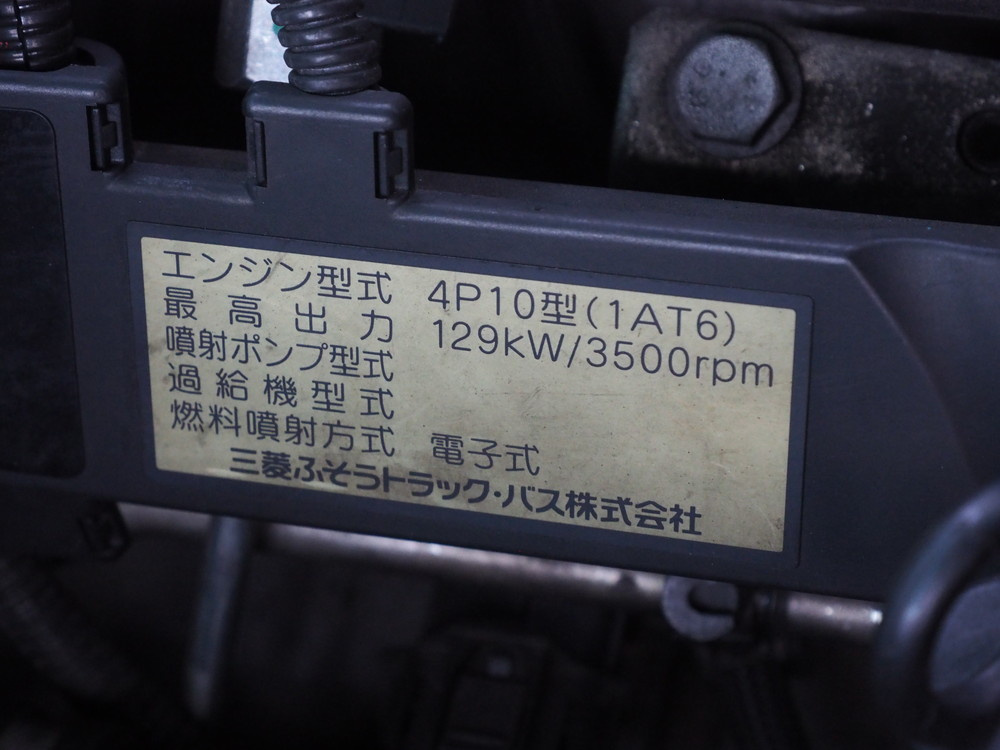 エンジン型式 4P10型(1AT6)
最高出力 129kW/3500rpm
噴射ポンプ型式
過給機型式
燃料噴射方式 電子式
三菱ふそうトラック・バス株式会社